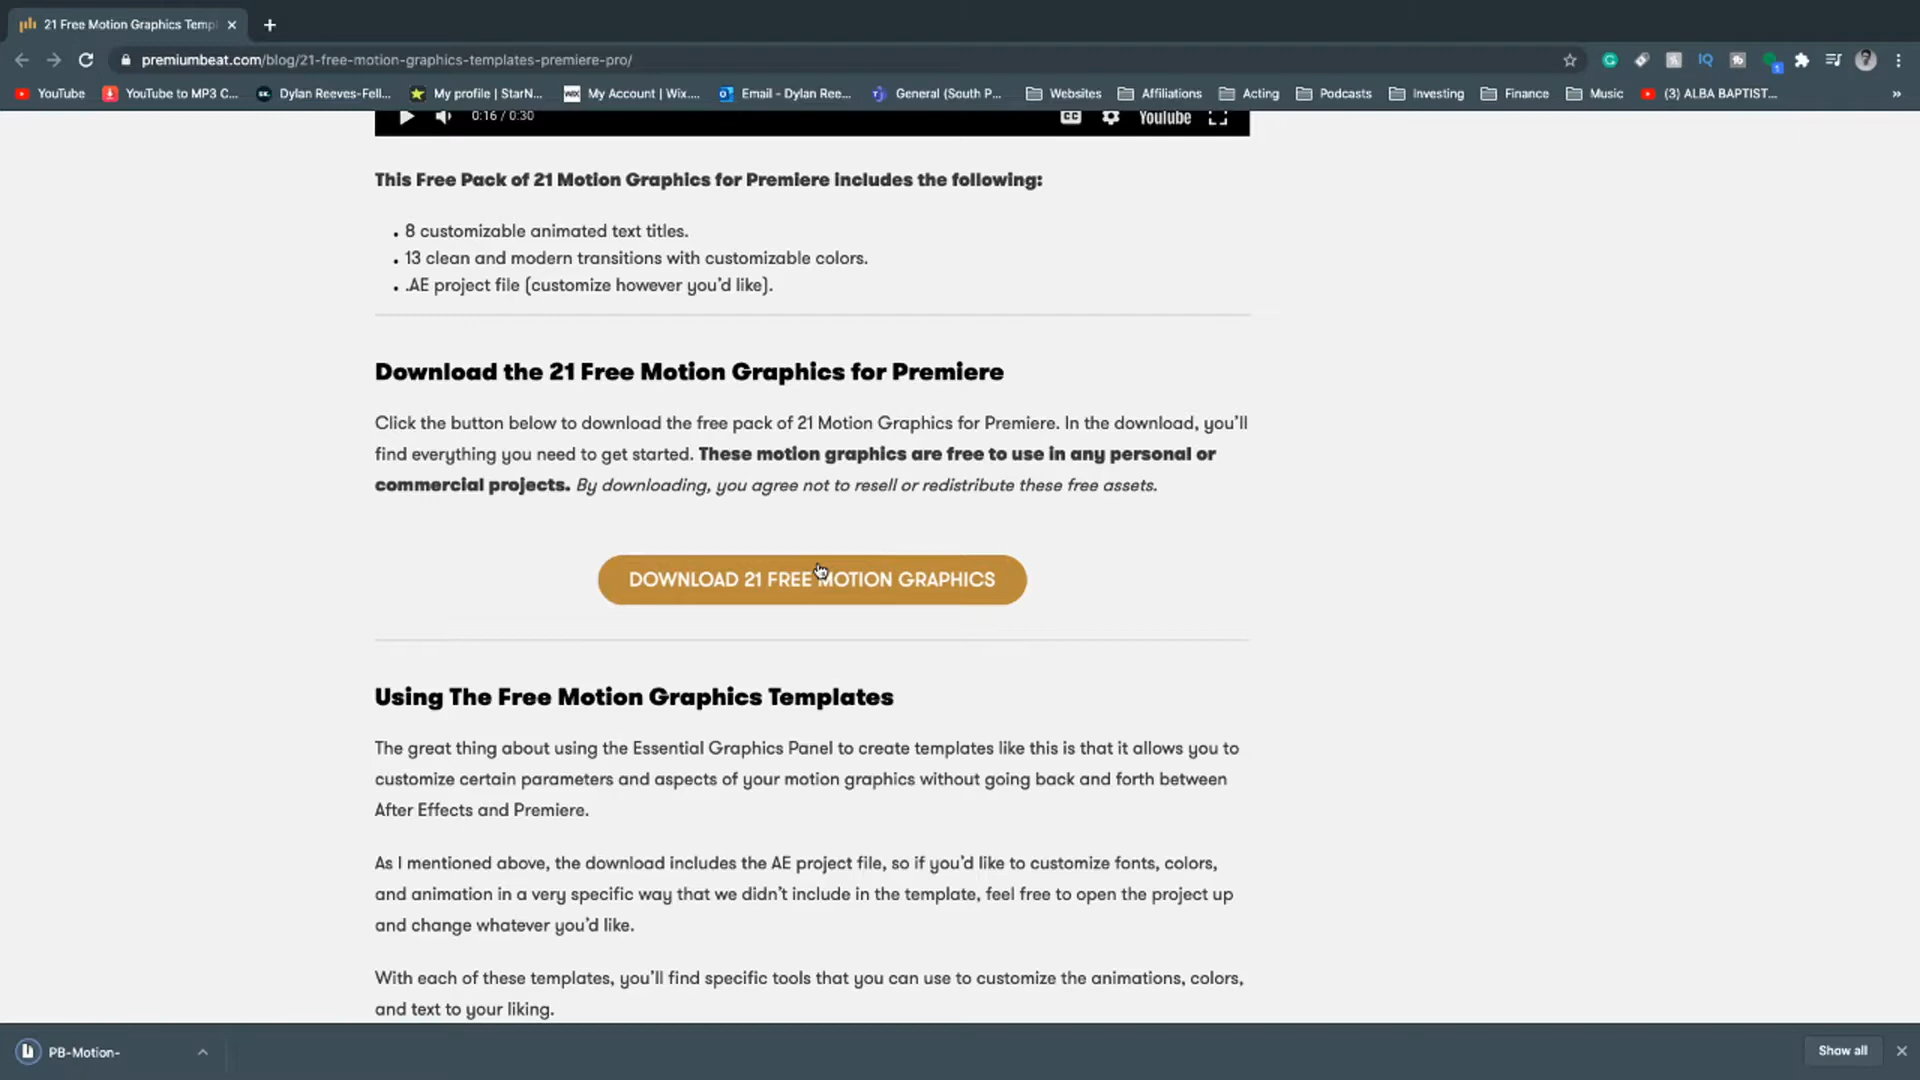 21 Free Motion Graphics Temp
premiumbeat.com/blog/21-free-motion-graphics-templates-premiere-pro/
YouTube YouTube to MP3 C... Dylan Reeves-Fell... My profile | StarN... My Account | Wix.... Email - Dylan Ree... General (South P... Websites Affiliations Acting Podcasts Investing Finance Music (3) ALBA BAPTIST... »
0:16 / 0:30 CC YouTube
This Free Pack of 21 Motion Graphics for Premiere includes the following:
• 8 customizable animated text titles.
• 13 clean and modern transitions with customizable colors.
• .AE project file (customize however you'd like).
Download the 21 Free Motion Graphics for Premiere
Click the button below to download the free pack of 21 Motion Graphics for Premiere. In the download, you'll
find everything you need to get started. These motion graphics are free to use in any personal or
commercial projects. By downloading, you agree not to resell or redistribute these free assets.
DOWNLOAD 21 FREE MOTION GRAPHICS
Using The Free Motion Graphics Templates
The great thing about using the Essential Graphics Panel to create templates like this is that it allows you to
customize certain parameters and aspects of your motion graphics without going back and forth between
After Effects and Premiere.
As I mentioned above, the download includes the AE project file, so if you'd like to customize fonts, colors,
and animation in a very specific way that we didn't include in the template, feel free to open the project up
and change whatever you'd like.
With each of these templates, you'll find specific tools that you can use to customize the animations, colors,
and text to your liking.
PB-Motion- Show all